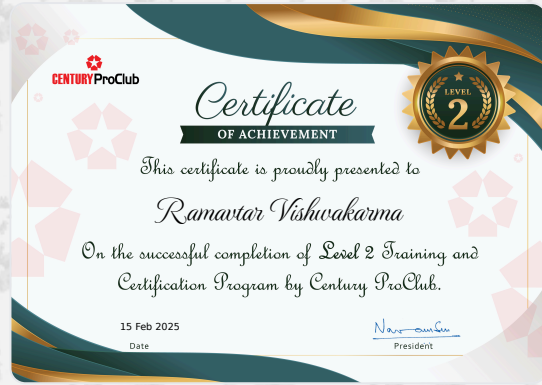 CENTURY ProClub
Certificate
OF ACHIEVEMENT
LEVEL
2
This certificate is proudly presented to
Ramavtar Vishwakarma
On the successful completion of Level 2 Training and
Certification Program by Century ProClub.
15 Feb 2025
Date
President